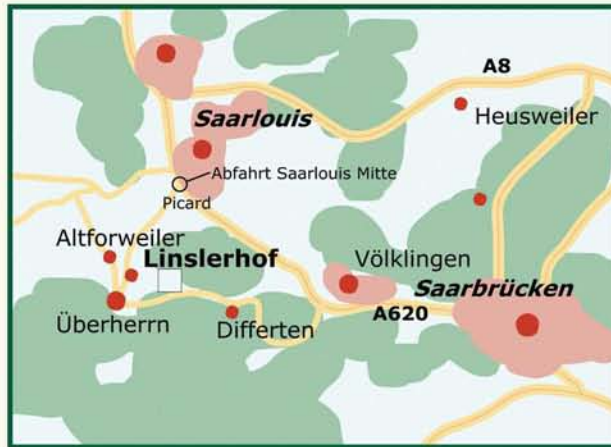 A8
Heusweiler
Saarlouis
Abfahrt Saarlouis Mitte
Picard
Altforweiler
Linslerhof
Völklingen
Saarbrücken
Überherrn
Differten
A620